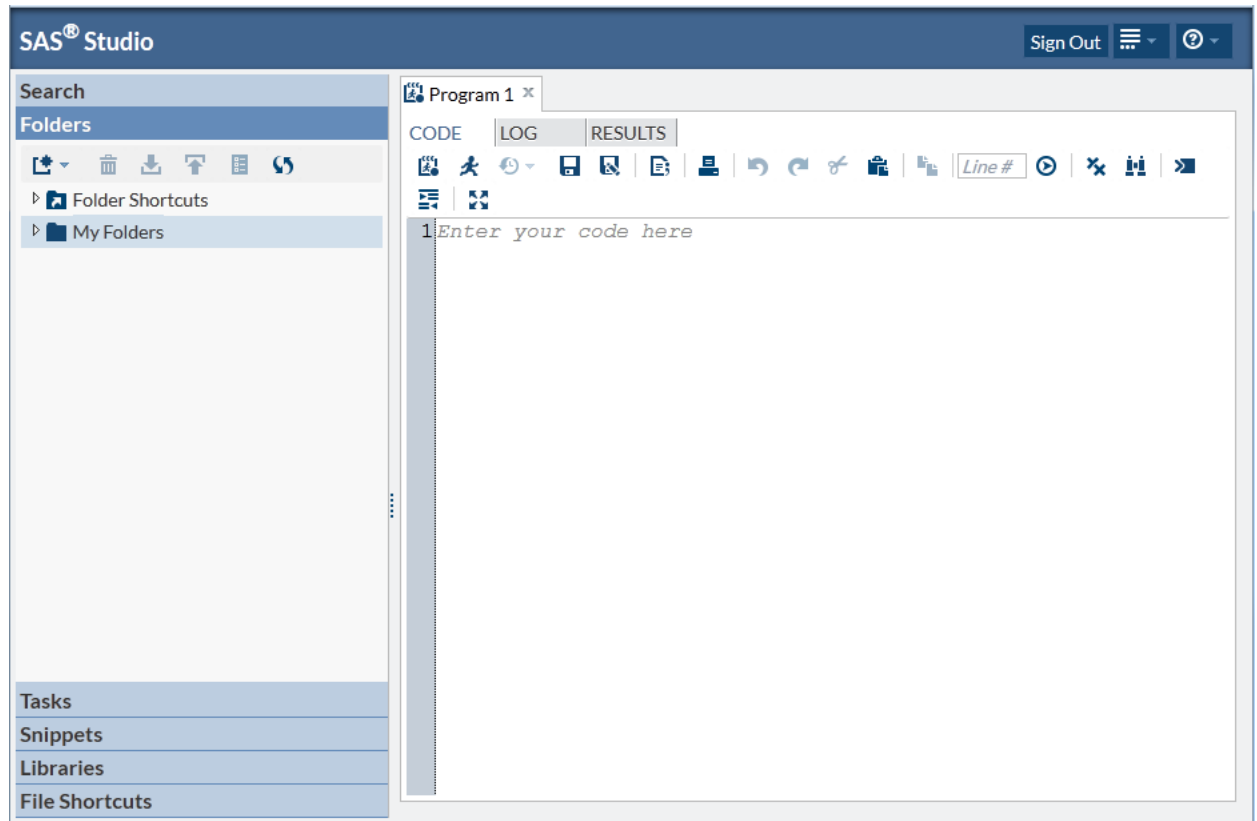 SAS® Studio
Sign Out
Search
Folders
Folder Shortcuts
My Folders
Tasks
Snippets
Libraries
File Shortcuts
Program 1
CODE LOG RESULTS
Line #
1 Enter your code here